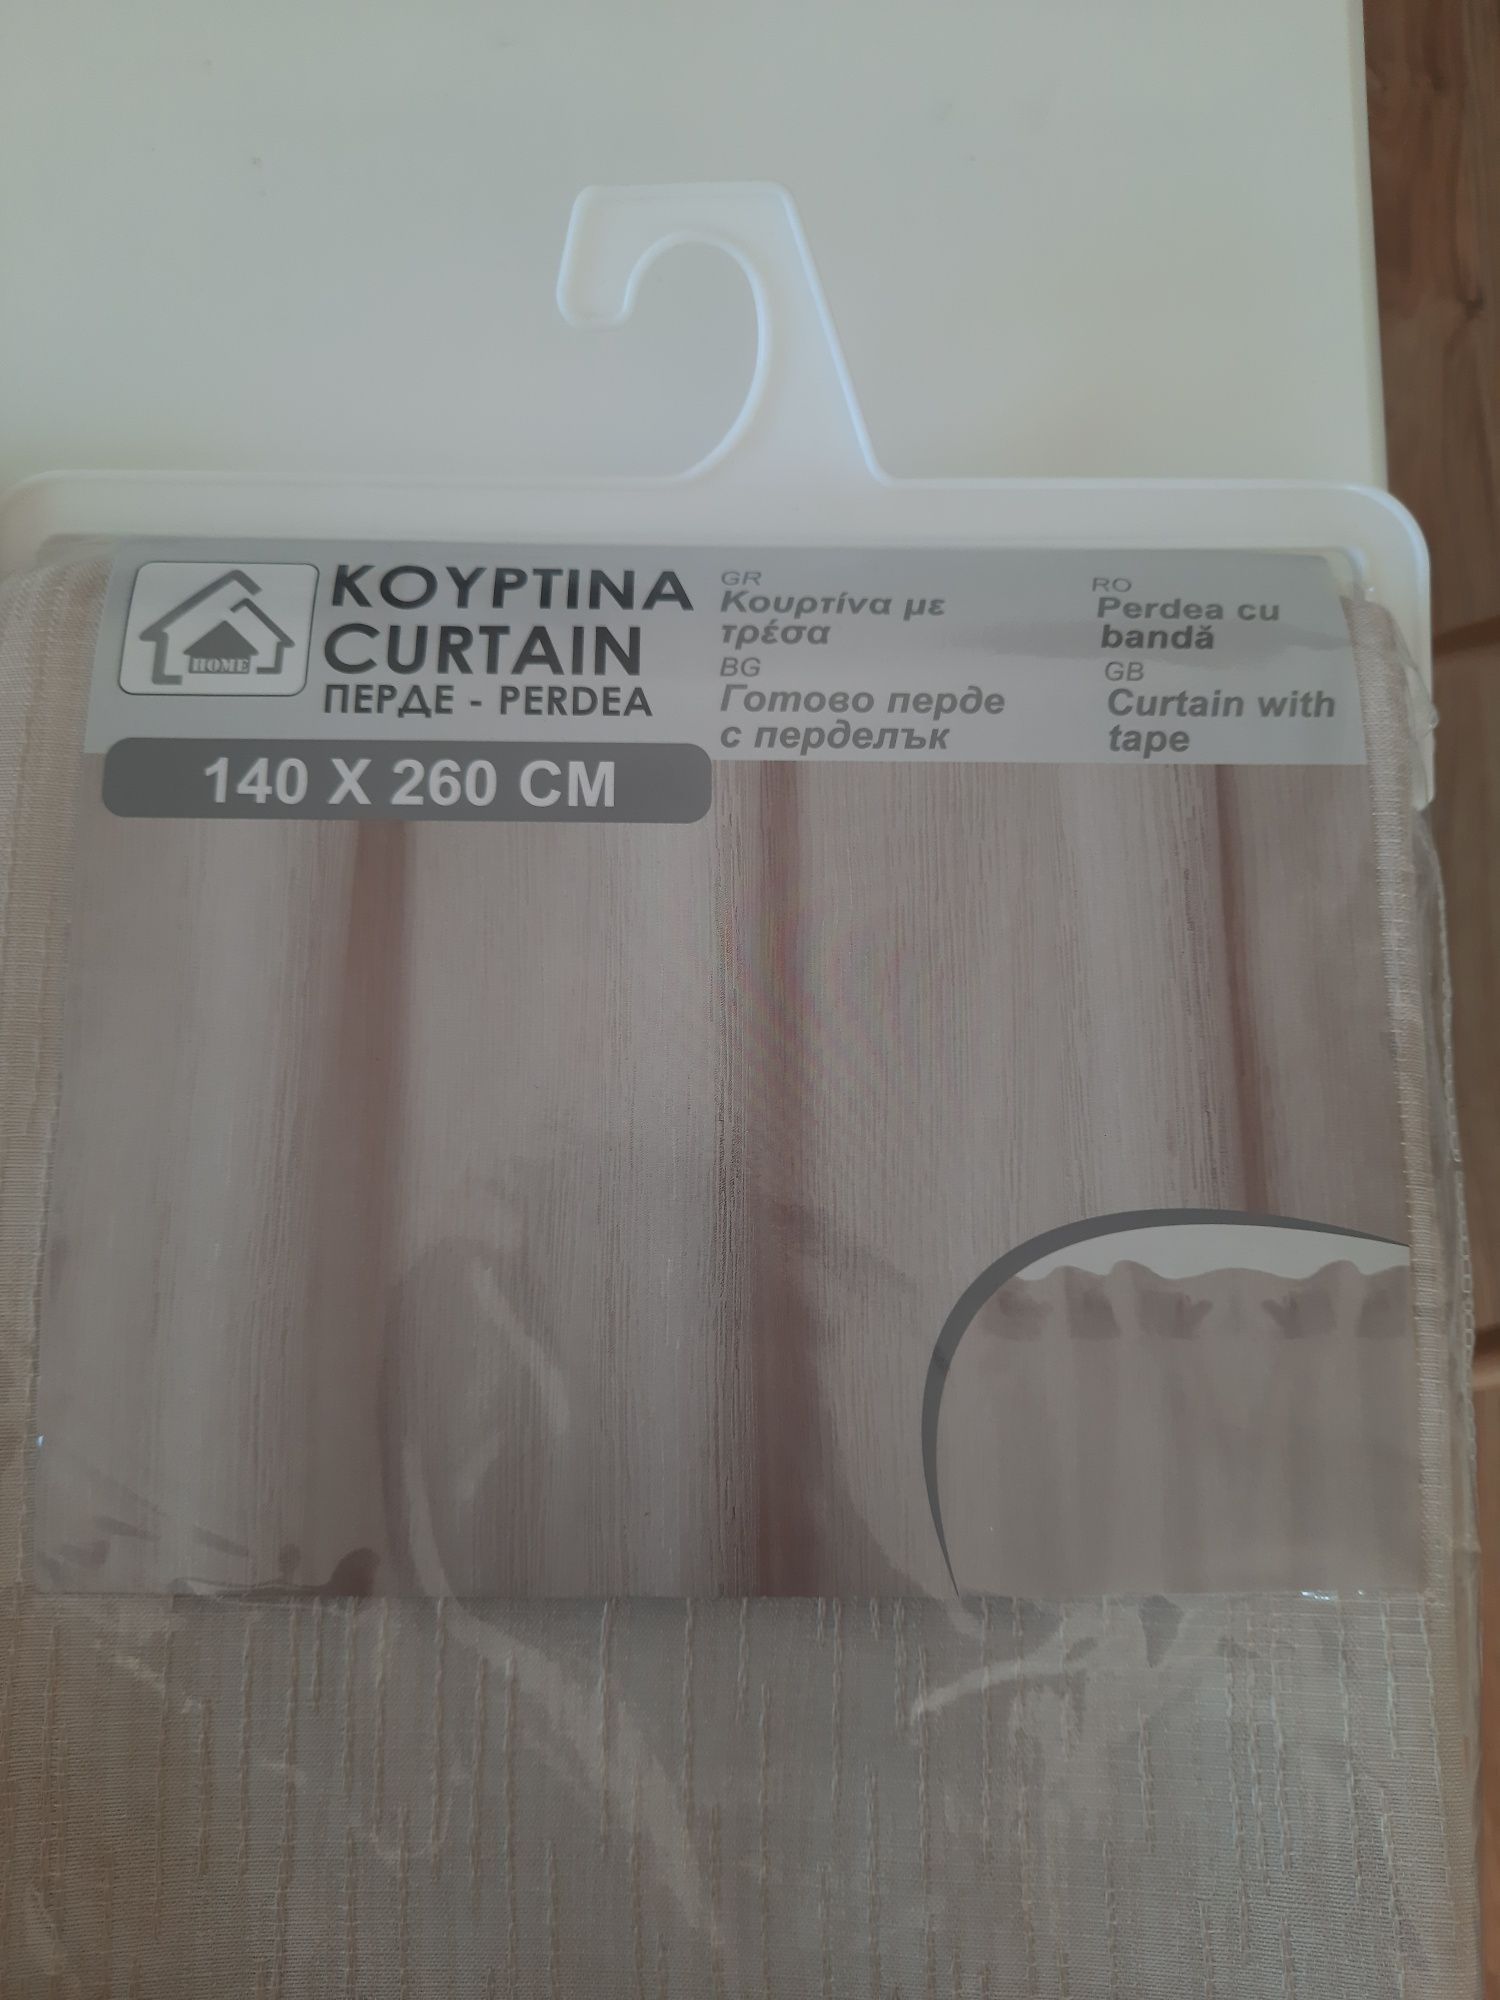 HOME
ΚΟΥΡΤΙΝΑ
CURTAIN
ПЕРДЕ - PERDEA
140 X 260 CM
GR
Κουρτίνα με
τρέσα
BG
Готово перде
с перделък
RO
Perdea cu
bandă
GB
Curtain with
tape